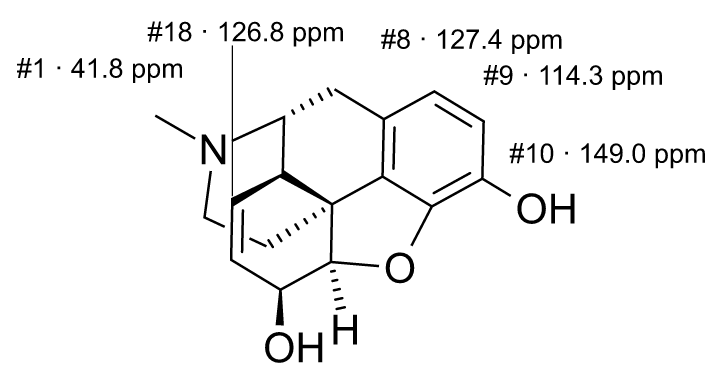 #18 · 126.8 ppm
#8 · 127.4 ppm
#1 · 41.8 ppm
#9 · 114.3 ppm
N
#10 · 149.0 ppm
OH
O
H
OH